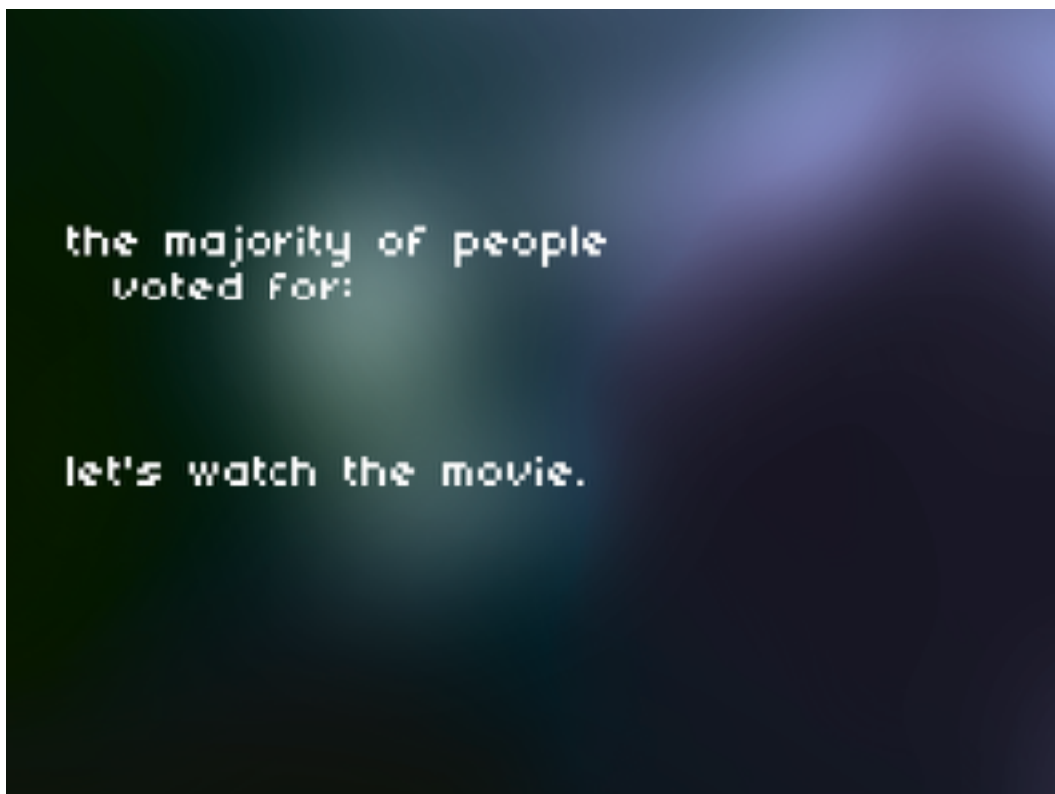 the majority of people
voted for:
let's watch the movie.